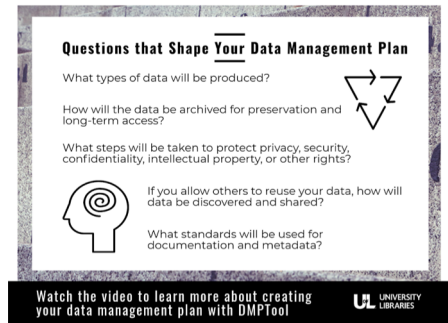 Questions that Shape Your Data Management Plan
What types of data will be produced?
How will the data be archived for preservation and
long-term access?
What steps will be taken to protect privacy, security,
confidentiality, intellectual property, or other rights?
If you allow others to reuse your data, how will
data be discovered and shared?
What standards will be used for
documentation and metadata?
Watch the video to learn more about creating
your data management plan with DMPTool
UL UNIVERSITY
LIBRARIES